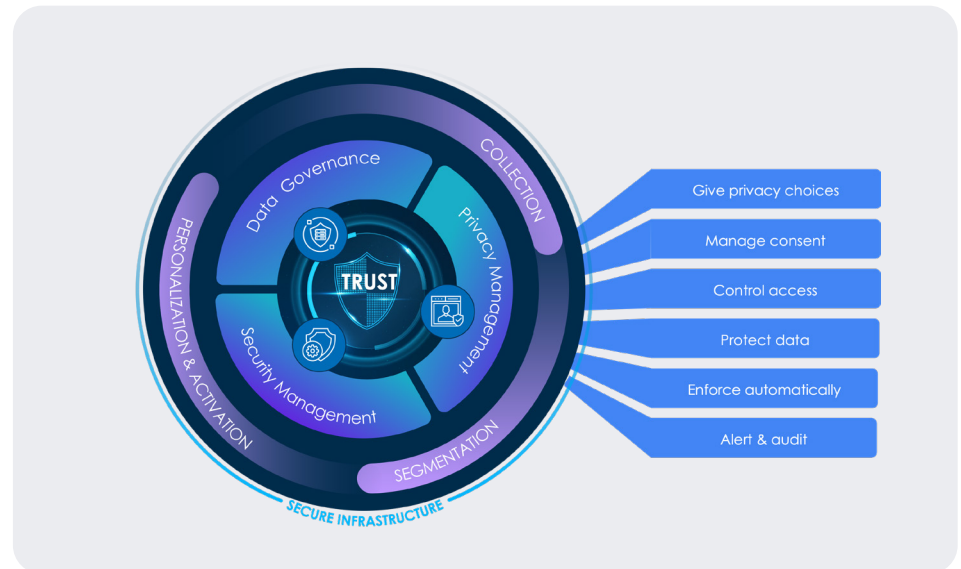 COLLECTION
Data Governance
Privacy Management
TRUST
PERSONALIZATION & ACTIVATION
Security Management
SEGMENTATION
SECURE INFRASTRUCTURE
Give privacy choices
Manage consent
Control access
Protect data
Enforce automatically
Alert & audit